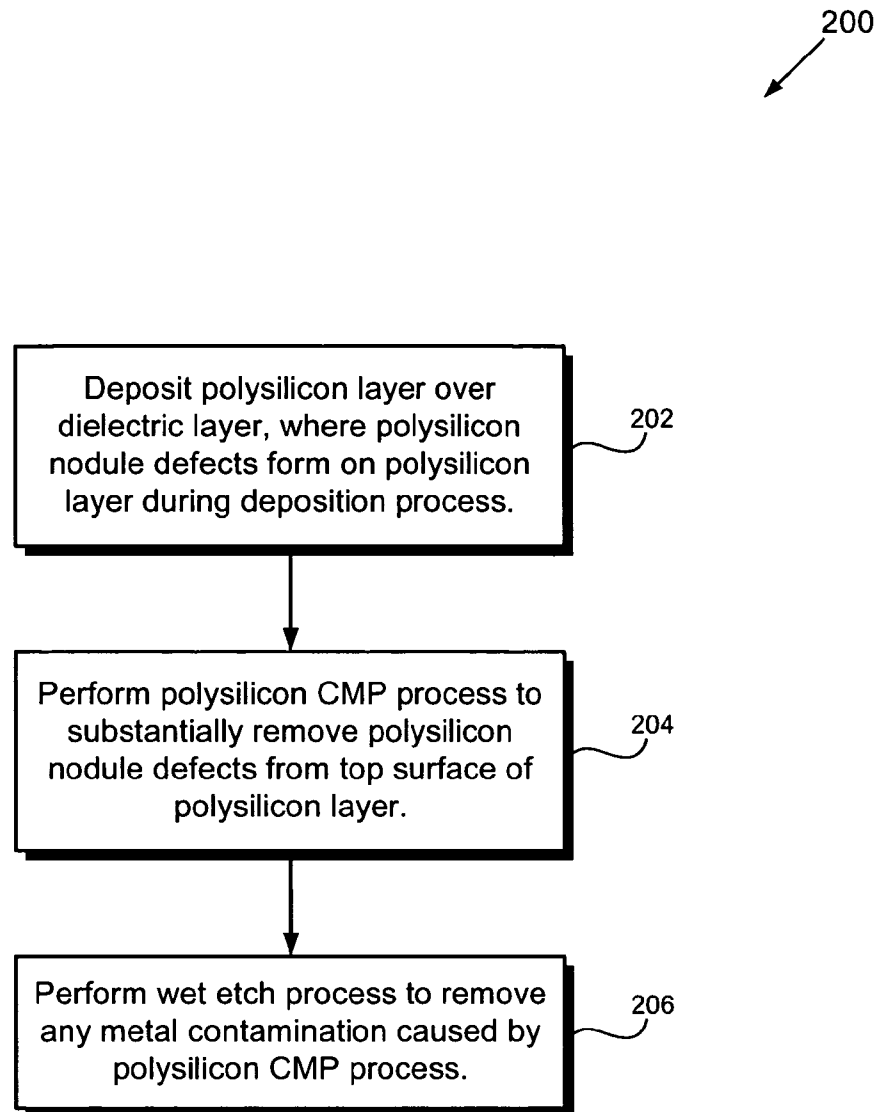 200
Deposit polysilicon layer over
dielectric layer, where polysilicon
nodule defects form on polysilicon
layer during deposition process.
202
Perform polysilicon CMP process to
substantially remove polysilicon
nodule defects from top surface of
polysilicon layer.
204
Perform wet etch process to remove
any metal contamination caused by
polysilicon CMP process.
206